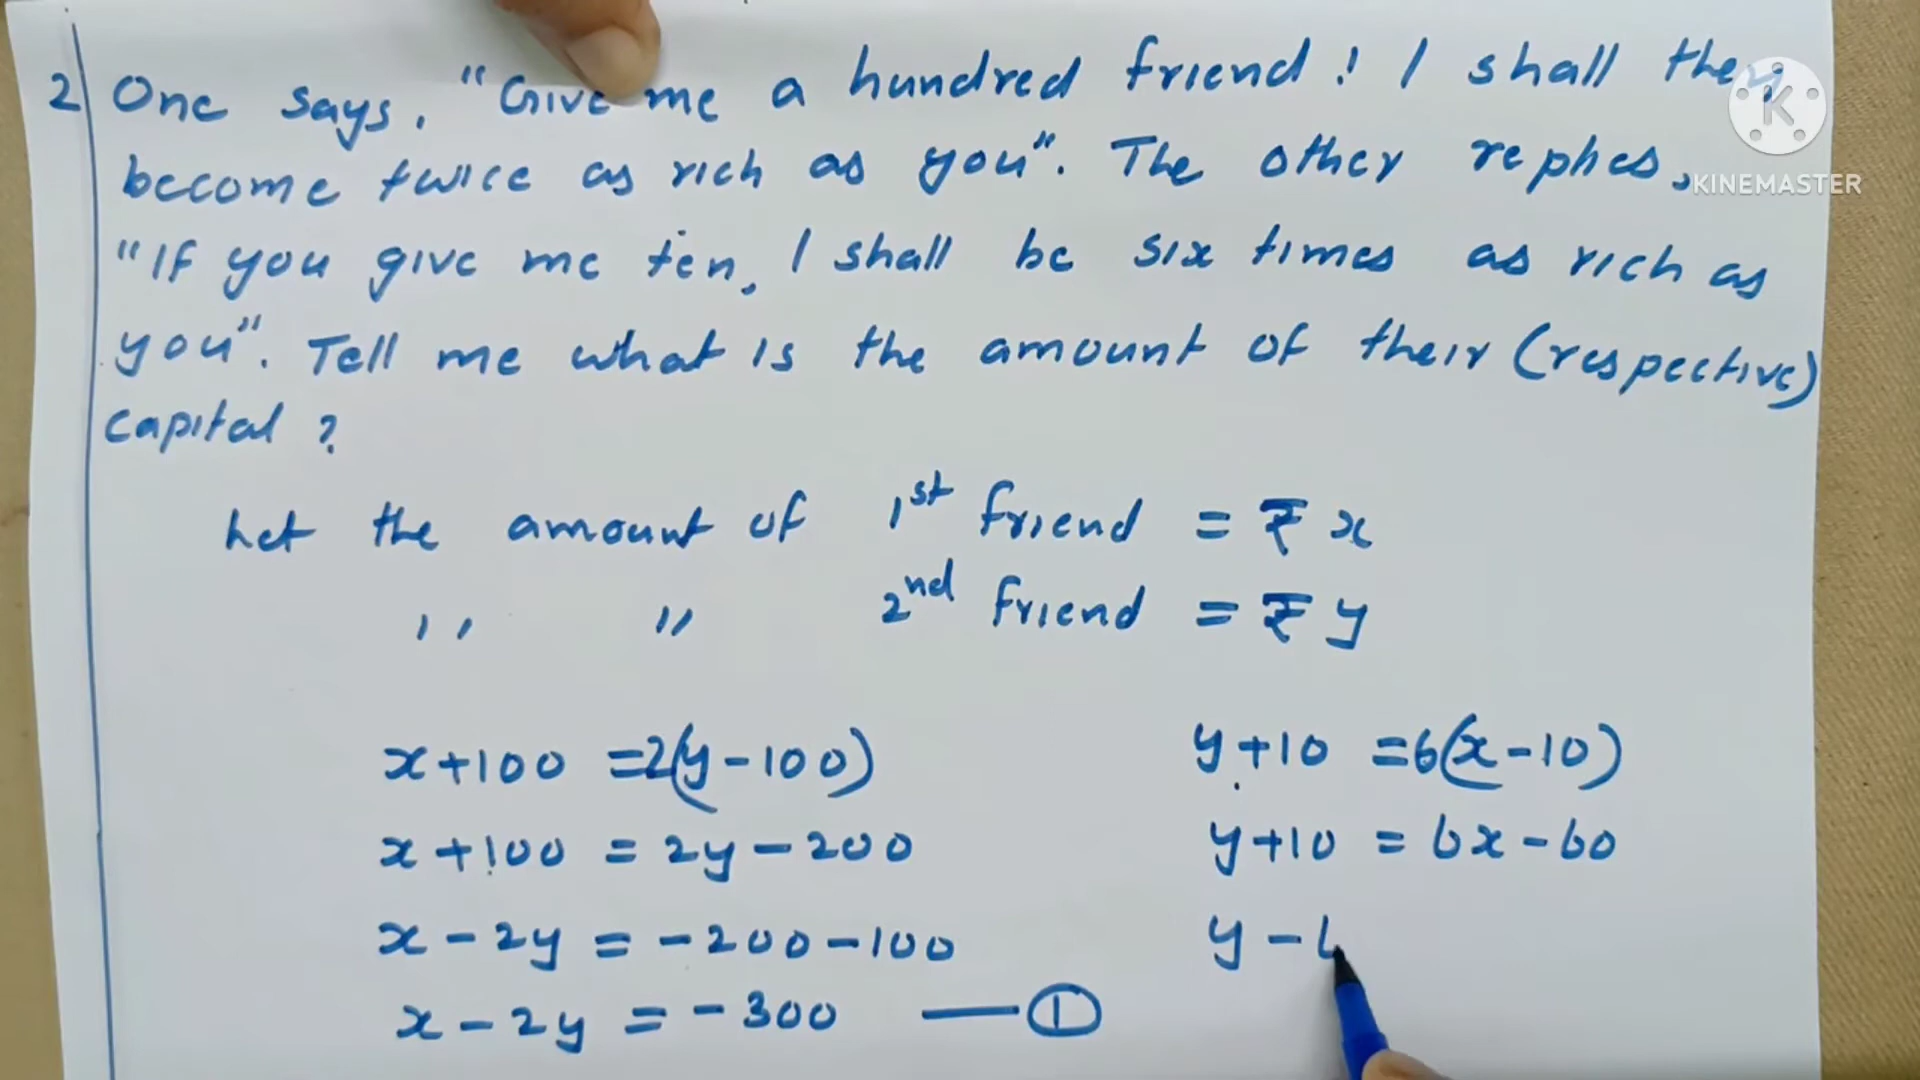 2 One says, "Give me a hundred friend! I shall then
become twice as rich as you". The other replies,
KINEMASTER
"If you give me ten, I shall be six times as rich as
you". Tell me what is the amount of their (respective)
capital?
Let the amount of 1st friend = ₹ x
,, ,, 2nd friend = ₹ y
x+100 =2(y-100)
x+100 = 2y-200
x-2y = -200-100
x-2y = -300 — ①
y+10 =6(x-10)
y+10 = 6x-60
y-6